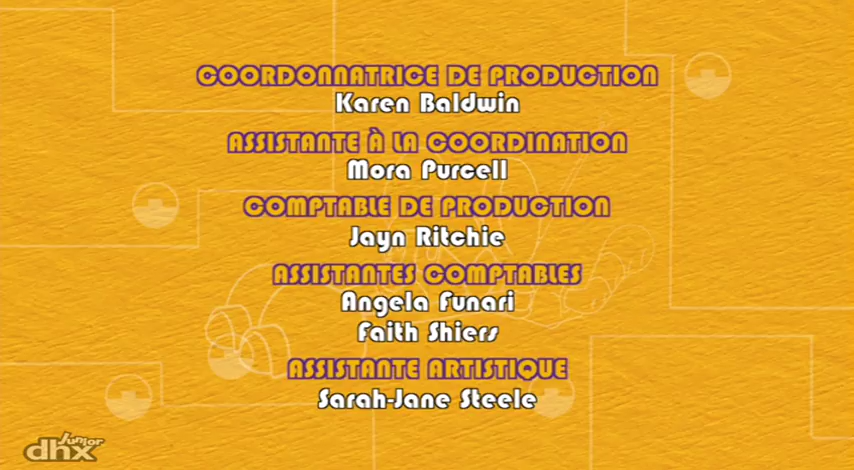 COORDONNATRICE DE PRODUCTION
Karen Baldwin
ASSISTANTE À LA COORDINATION
Mora Purcell
COMPTABLE DE PRODUCTION
Jayn Ritchie
ASSISTANTES COMPTABLES
Angela Funari
Faith Shiers
ASSISTANTE ARTISTIQUE
Sarah-Jane Steele
dhx Junior